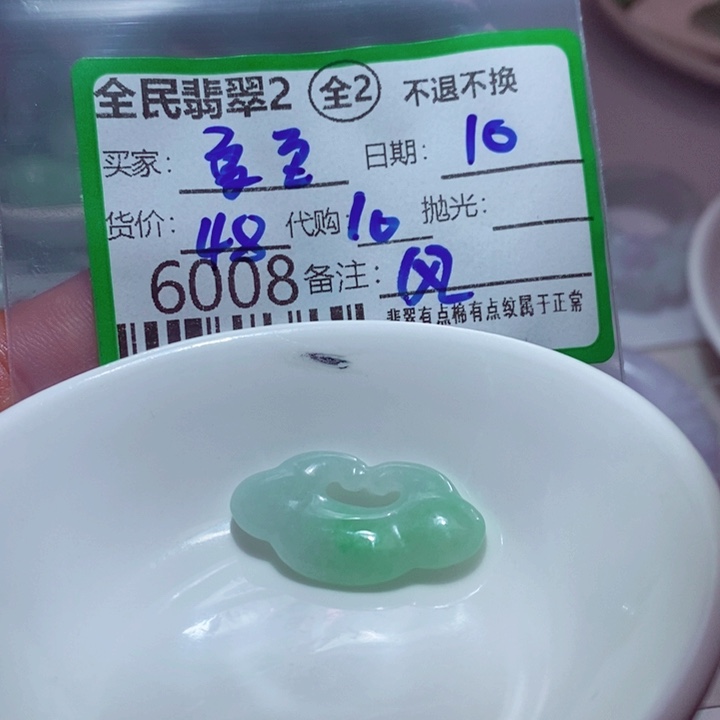 全民翡翠2 全2 不退不换
买家: 日期: 10
货价: 48 代购: 10 抛光:
6008 备注: 风
翡翠有点棉有点纹属于正常